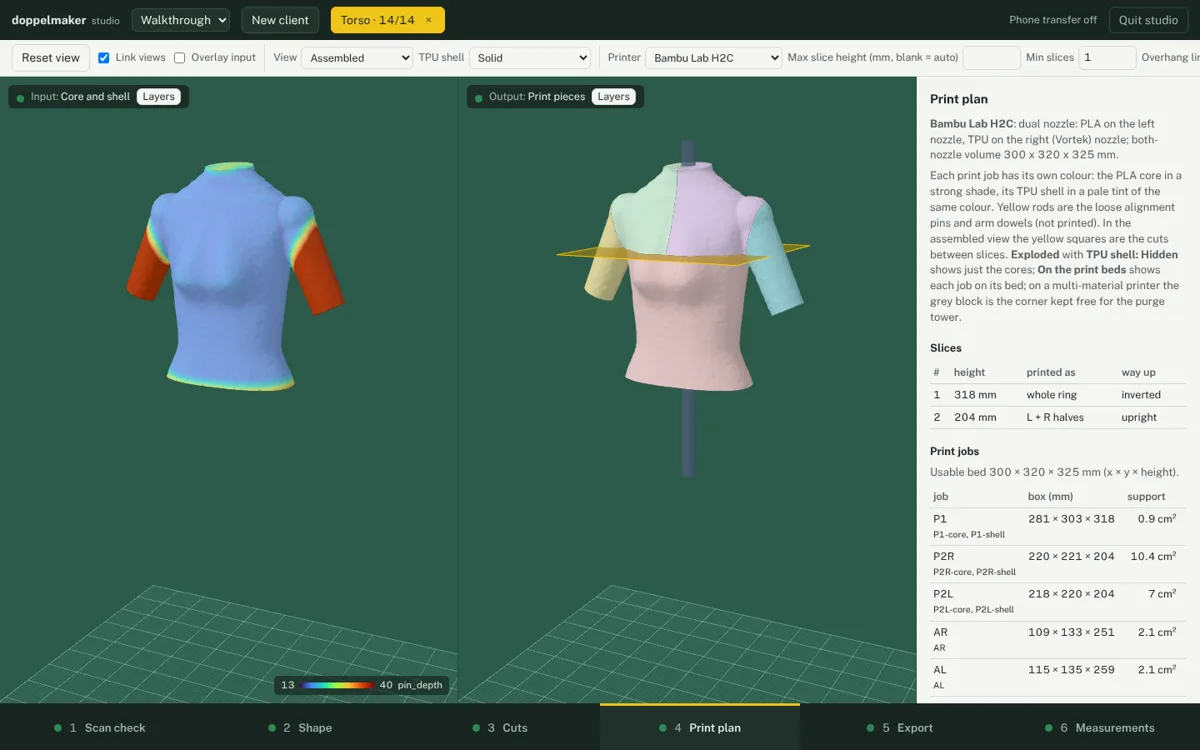 doppelmaker studio Walkthrough New client Torso · 14/14 × Phone transfer off Quit studio
Reset view Link views Overlay input View Assembled TPU shell Solid Printer Bambu Lab H2C Max slice height (mm, blank = auto) Min slices 1 Overhang li
Input: Core and shell Layers
Output: Print pieces Layers
13 40 pin_depth
Print plan
Bambu Lab H2C: dual nozzle: PLA on the left
nozzle, TPU on the right (Vortek) nozzle; both-
nozzle volume 300 x 320 x 325 mm.
Each print job has its own colour: the PLA core in a
strong shade, its TPU shell in a pale tint of the
same colour. Yellow rods are the loose alignment
pins and arm dowels (not printed). In the
assembled view the yellow squares are the cuts
between slices. Exploded with TPU shell: Hidden
shows just the cores; On the print beds shows
each job on its bed; on a multi-material printer the
grey block is the corner kept free for the purge
tower.
Slices
# height printed as way up
1 318 mm whole ring inverted
2 204 mm L + R halves upright
Print jobs
Usable bed 300 × 320 × 325 mm (x × y × height).
job box (mm) support
P1 281 × 303 × 318 0.9 cm²
P1-core, P1-shell
P2R 220 × 221 × 204 10.4 cm²
P2R-core, P2R-shell
P2L 218 × 220 × 204 7 cm²
P2L-core, P2L-shell
AR 109 × 133 × 251 2.1 cm²
AR
AL 115 × 135 × 259 2.1 cm²
AL
1 Scan check 2 Shape 3 Cuts 4 Print plan 5 Export 6 Measurements